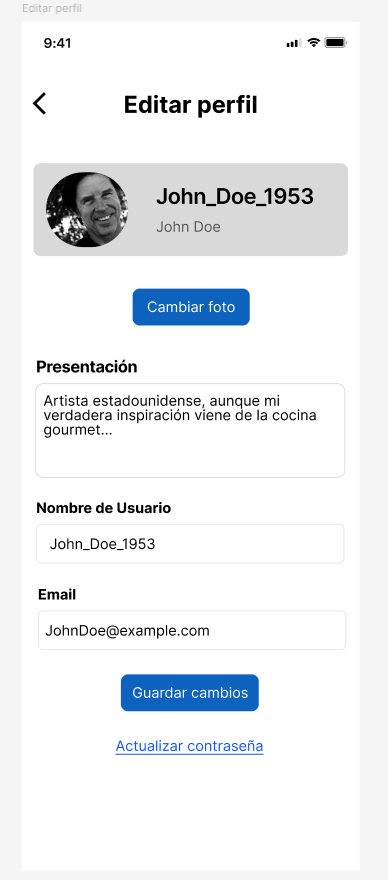 Editar perfil
9:41
Editar perfil
John_Doe_1953
John Doe
Cambiar foto
Presentación
Artista estadounidense, aunque mi
verdadera inspiración viene de la cocina
gourmet...
Nombre de Usuario
John_Doe_1953
Email
JohnDoe@example.com
Guardar cambios
Actualizar contraseña